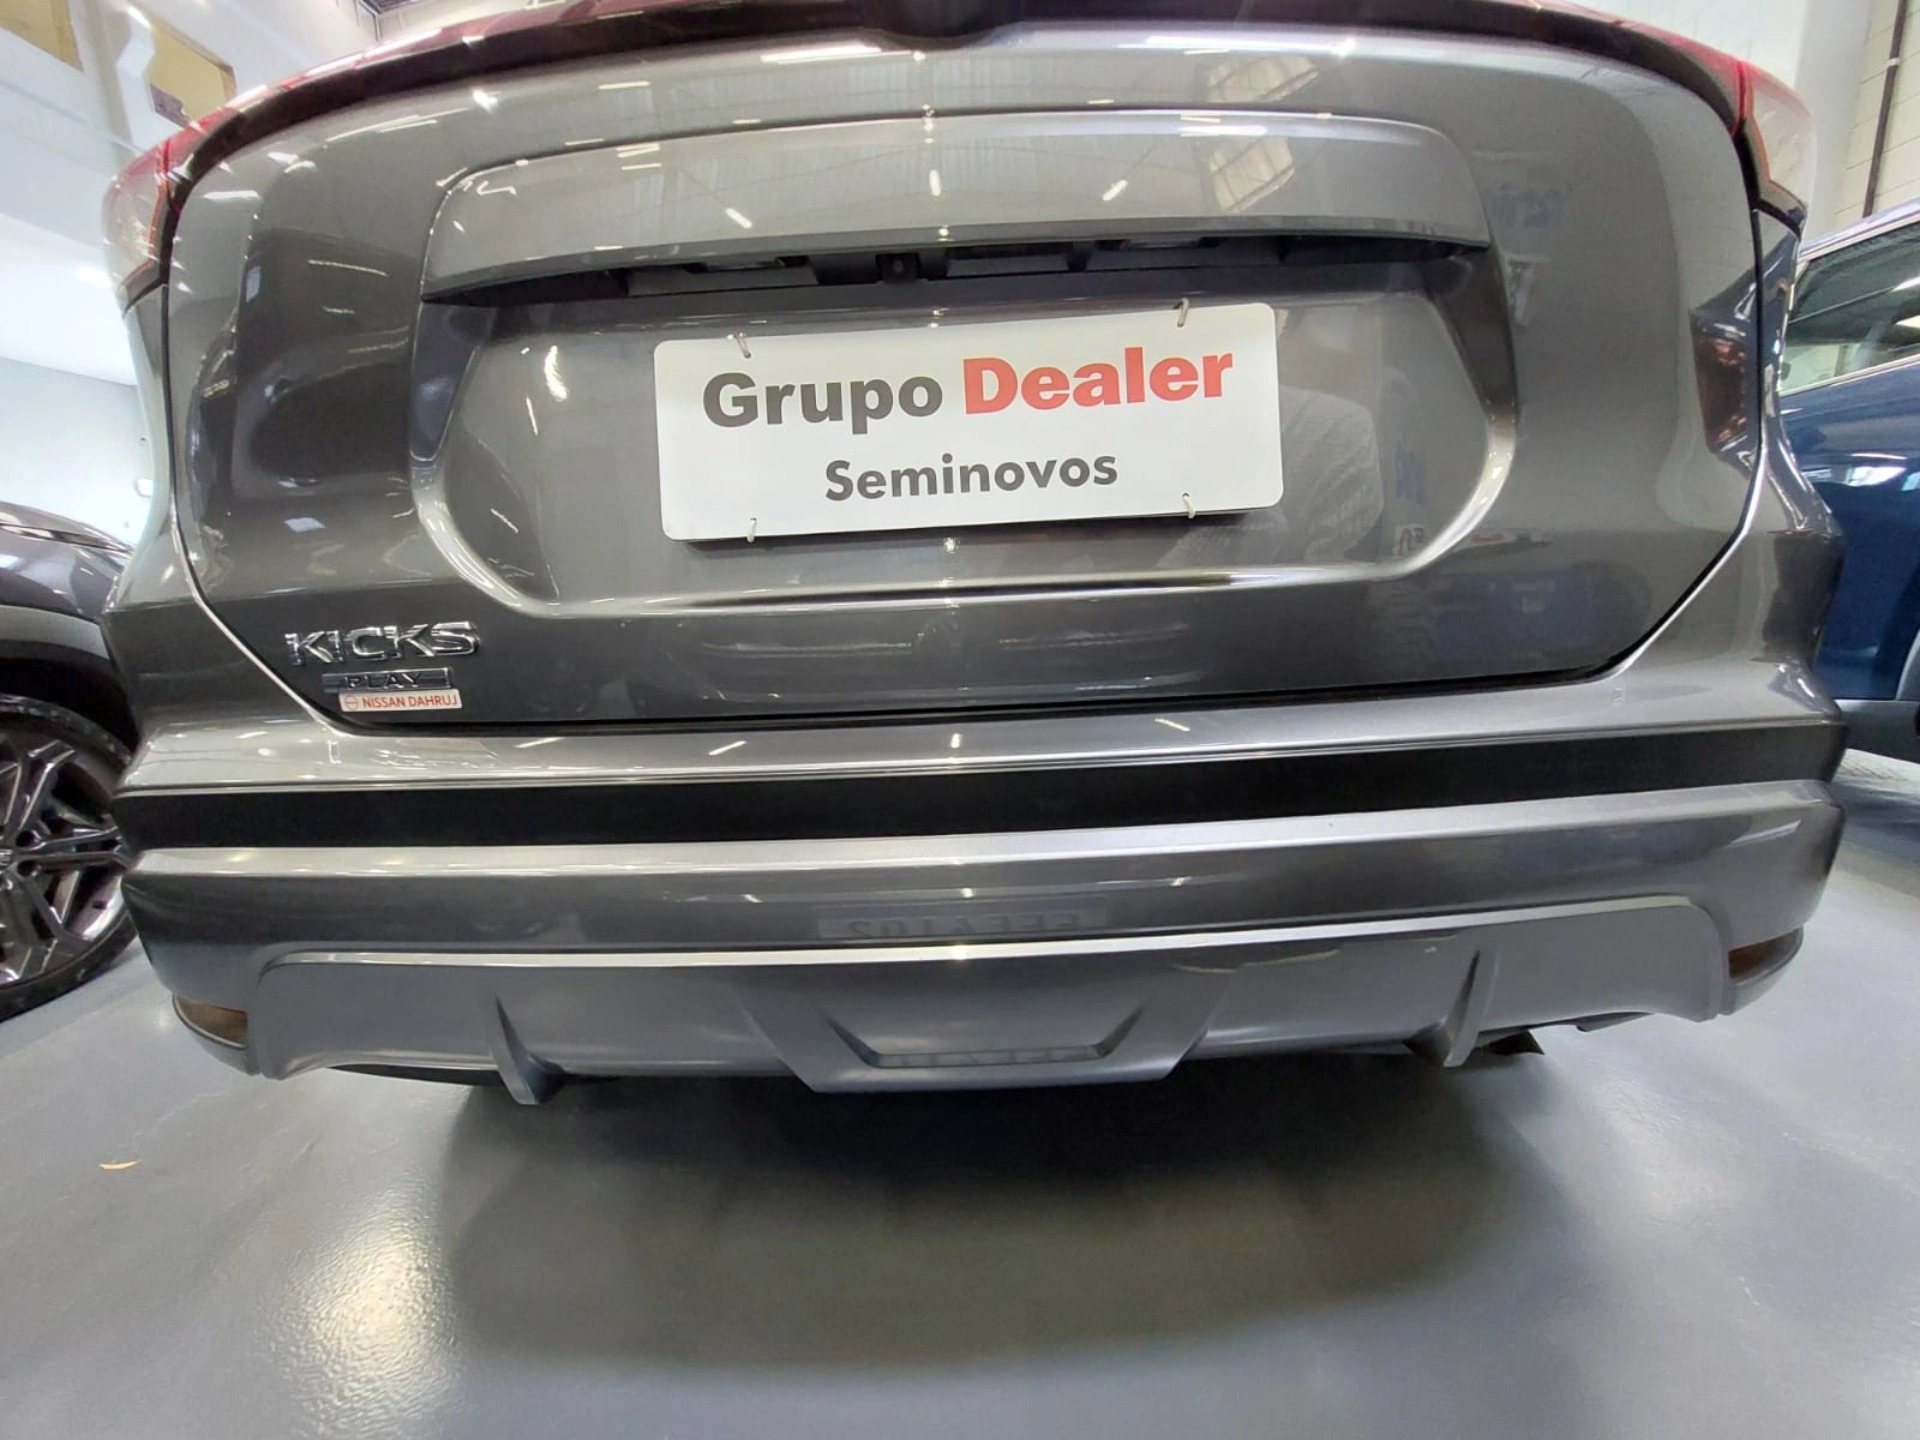 Grupo Dealer
Seminovos
KICKS
PLAY
NISSAN DAHRUJ